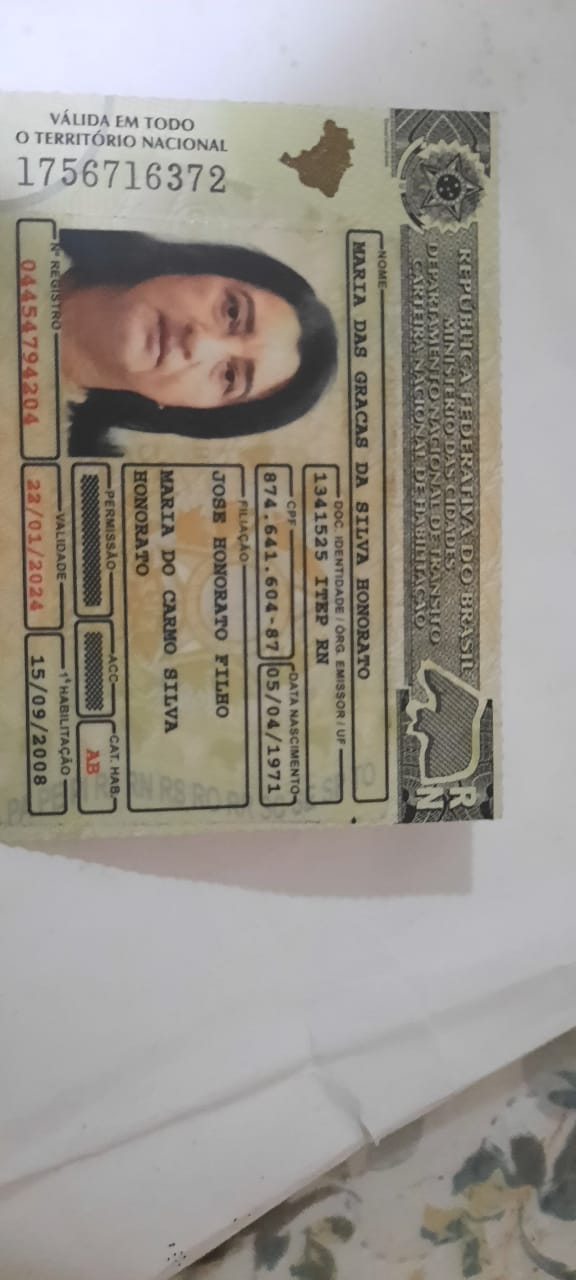 REPÚBLICA FEDERATIVA DO BRASIL
MINISTÉRIO DAS CIDADES
DEPARTAMENTO NACIONAL DE TRÂNSITO
CARTEIRA NACIONAL DE HABILITAÇÃO
RN
VÁLIDA EM TODO
O TERRITÓRIO NACIONAL
1756716372
NOME
MARIA DAS GRACAS DA SILVA HONORATO
DOC. IDENTIDADE / ÓRG. EMISSOR / UF
1341525 ITEP RN
CPF
874.641.604-87
DATA NASCIMENTO
05/04/1971
FILIAÇÃO
JOSE HONORATO FILHO
MARIA DO CARMO SILVA
HONORATO
PERMISSÃO
ACC
CAT. HAB.
AB
Nº REGISTRO
04454794204
VALIDADE
22/01/2024
1ª HABILITAÇÃO
15/09/2008